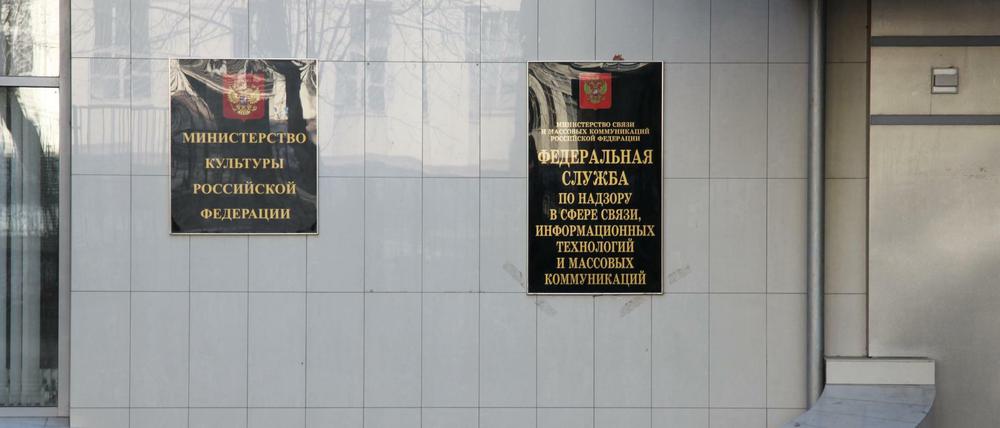 МИНИСТЕРСТВО
КУЛЬТУРЫ
РОССИЙСКОЙ
ФЕДЕРАЦИИ
МИНИСТЕРСТВО СВЯЗИ
И МАССОВЫХ КОММУНИКАЦИЙ
РОССИЙСКОЙ ФЕДЕРАЦИИ
ФЕДЕРАЛЬНАЯ
СЛУЖБА
ПО НАДЗОРУ
В СФЕРЕ СВЯЗИ,
ИНФОРМАЦИОННЫХ
ТЕХНОЛОГИЙ
И МАССОВЫХ
КОММУНИКАЦИЙ